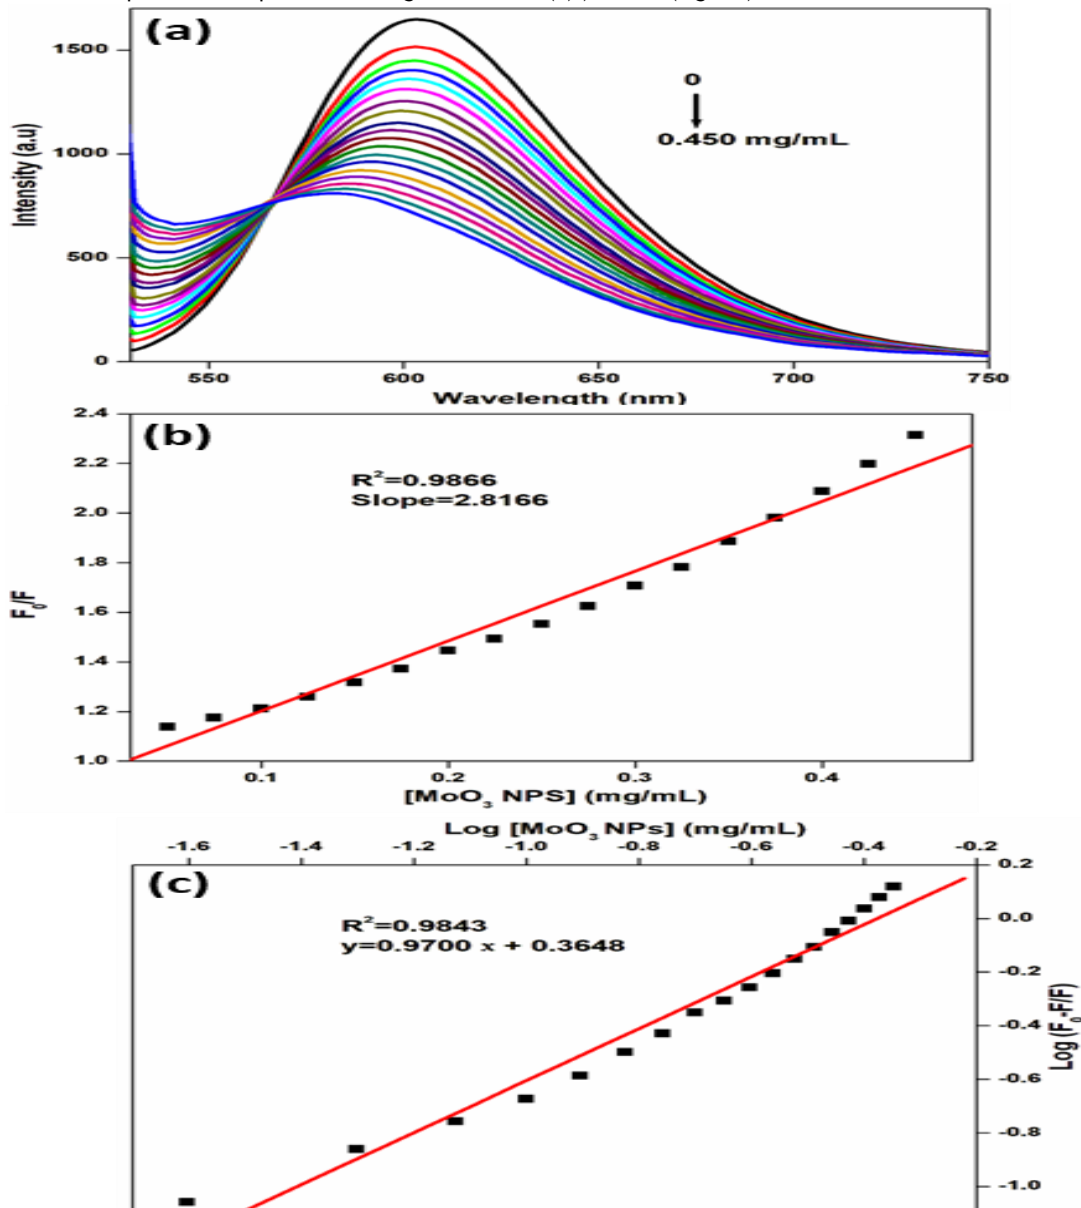 (a)
1500
1000
500
0
Intensity (a.u)
0
0.450 mg/mL
550 600 650 700 750
Wavelength (nm)
(b)
2.4
2.2
2.0
1.8
1.6
1.4
1.2
1.0
F₀/F
R²=0.9866
Slope=2.8166
0.1 0.2 0.3 0.4
[MoO₃ NPS] (mg/mL)
Log [MoO₃ NPs] (mg/mL)
-1.6 -1.4 -1.2 -1.0 -0.8 -0.6 -0.4 -0.2
(c)
R²=0.9843
y=0.9700 x + 0.3648
0.2
0.0
-0.2
-0.4
-0.6
-0.8
-1.0
Log (F₀-F/F)